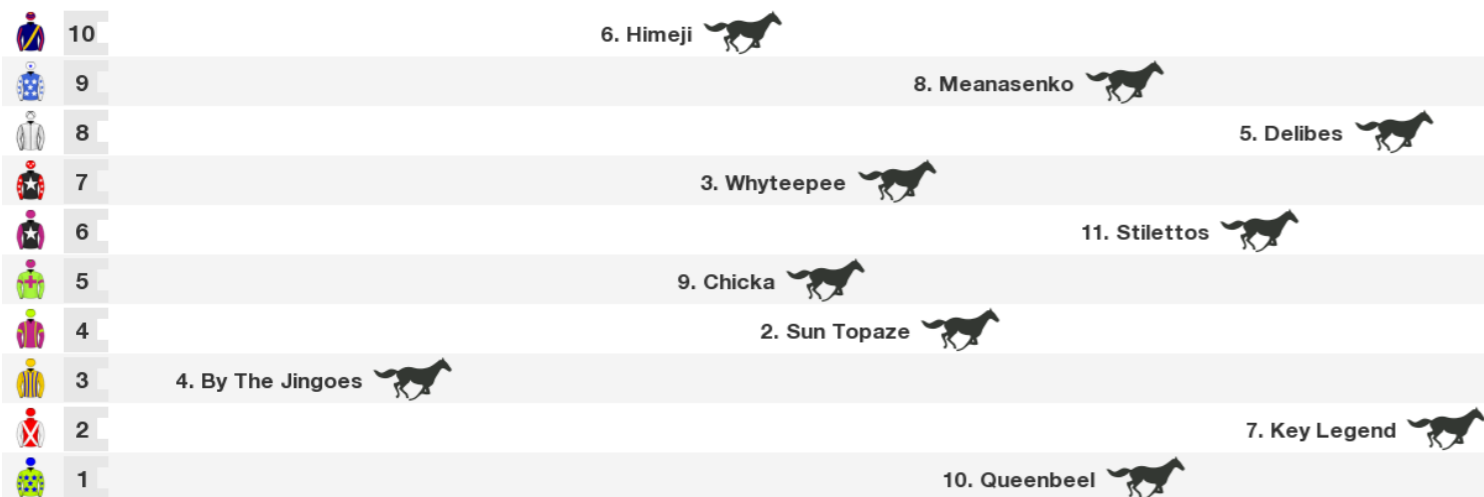 10 6. Himeji
9 8. Meanasenko
8 5. Delibes
7 3. Whyteepee
6 11. Stilettos
5 9. Chicka
4 2. Sun Topaze
3 4. By The Jingoes
2 7. Key Legend
1 10. Queenbeel